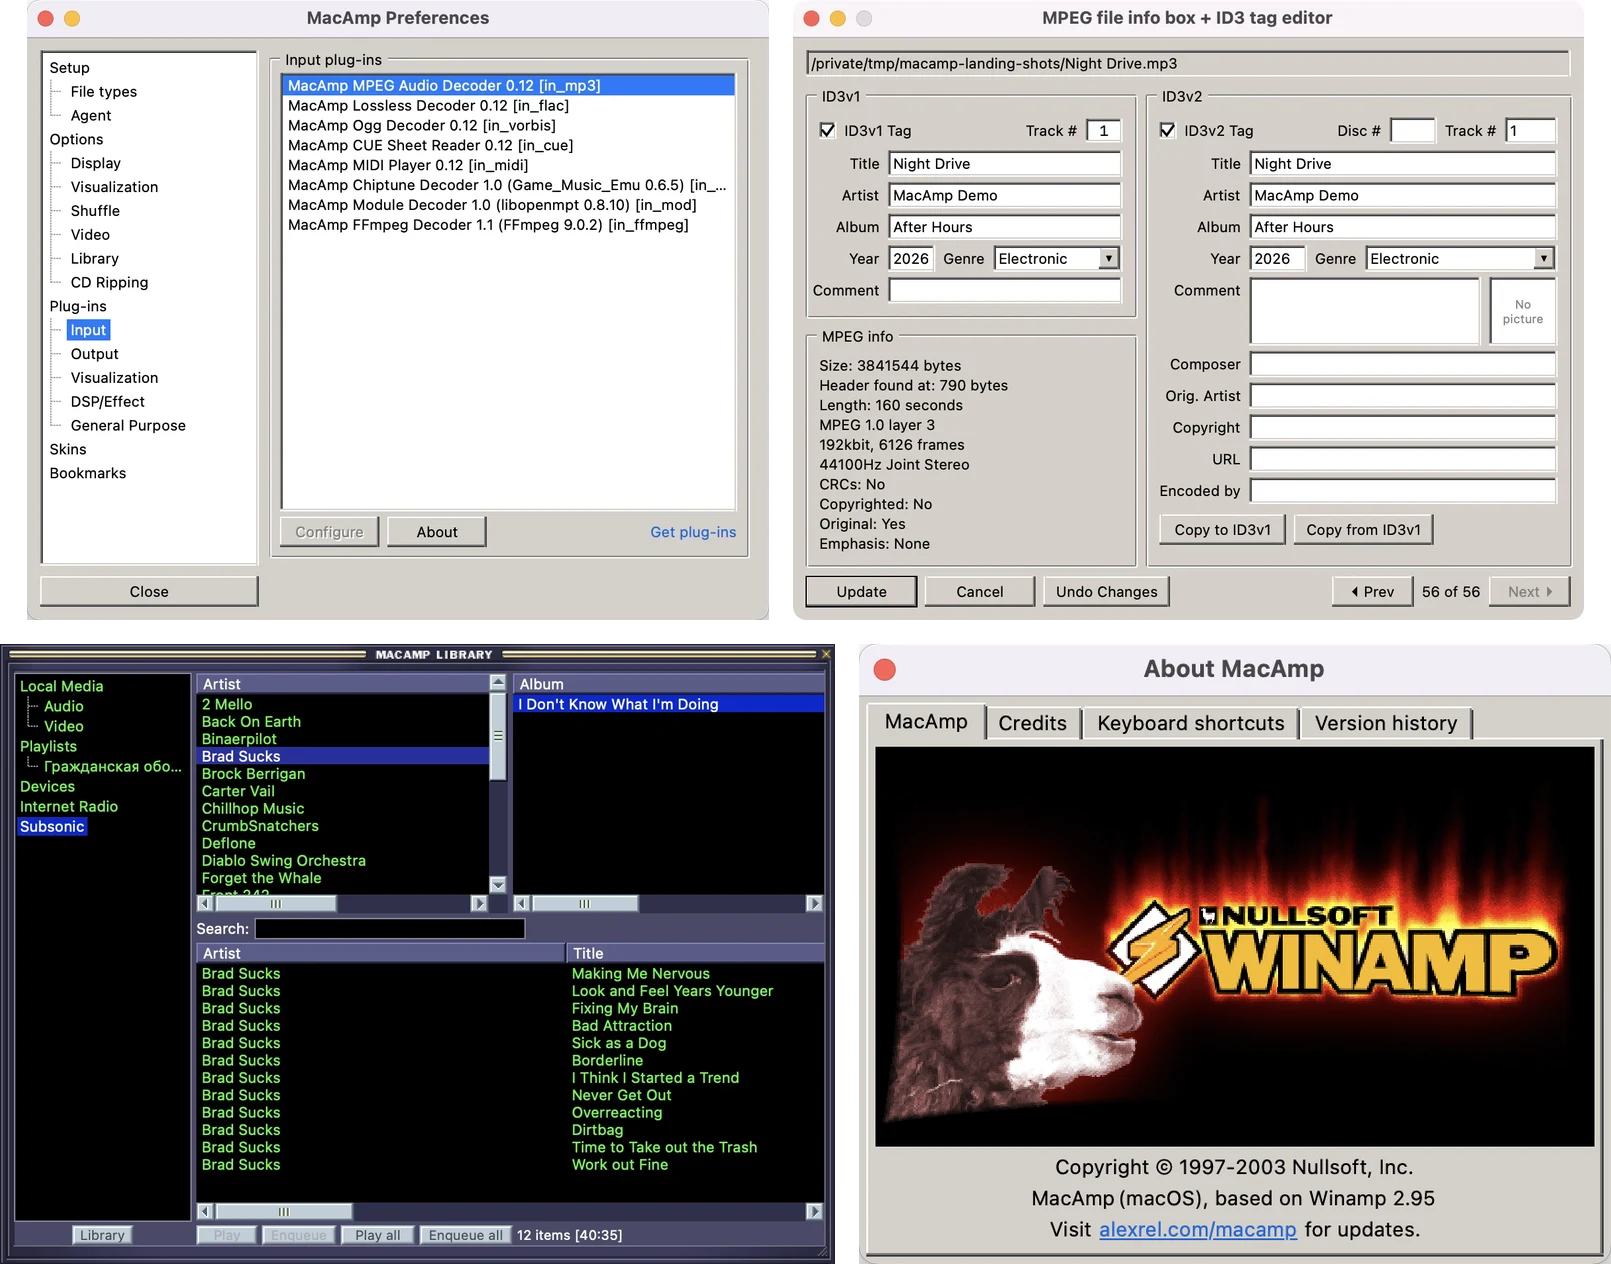 MacAmp Preferences
Setup
File types
Agent
Options
Display
Visualization
Shuffle
Video
Library
CD Ripping
Plug-ins
Input
Output
Visualization
DSP/Effect
General Purpose
Skins
Bookmarks
Input plug-ins
MacAmp MPEG Audio Decoder 0.12 [in_mp3]
MacAmp Lossless Decoder 0.12 [in_flac]
MacAmp Ogg Decoder 0.12 [in_vorbis]
MacAmp CUE Sheet Reader 0.12 [in_cue]
MacAmp MIDI Player 0.12 [in_midi]
MacAmp Chiptune Decoder 1.0 (Game_Music_Emu 0.6.5) [in_...
MacAmp Module Decoder 1.0 (libopenmpt 0.8.10) [in_mod]
MacAmp FFmpeg Decoder 1.1 (FFmpeg 9.0.2) [in_ffmpeg]
Configure
About
Get plug-ins
Close
MPEG file info box + ID3 tag editor
/private/tmp/macamp-landing-shots/Night Drive.mp3
ID3v1
ID3v1 Tag Track # 1
Title Night Drive
Artist MacAmp Demo
Album After Hours
Year 2026 Genre Electronic
Comment
MPEG info
Size: 3841544 bytes
Header found at: 790 bytes
Length: 160 seconds
MPEG 1.0 layer 3
192kbit, 6126 frames
44100Hz Joint Stereo
CRCs: No
Copyrighted: No
Original: Yes
Emphasis: None
ID3v2
ID3v2 Tag Disc # Track # 1
Title Night Drive
Artist MacAmp Demo
Album After Hours
Year 2026 Genre Electronic
Comment
No
picture
Composer
Orig. Artist
Copyright
URL
Encoded by
Copy to ID3v1 Copy from ID3v1
Update Cancel Undo Changes Prev 56 of 56 Next
MACAMP LIBRARY
Local Media
Audio
Video
Playlists
Гражданская обо...
Devices
Internet Radio
Subsonic
Library
Artist
2 Mello
Back On Earth
Binaerpilot
Brad Sucks
Brock Berrigan
Carter Vail
Chillhop Music
CrumbSnatchers
Deflone
Diablo Swing Orchestra
Forget the Whale
Front 242
Album
I Don't Know What I'm Doing
Search:
Artist Title
Brad Sucks Making Me Nervous
Brad Sucks Look and Feel Years Younger
Brad Sucks Fixing My Brain
Brad Sucks Bad Attraction
Brad Sucks Sick as a Dog
Brad Sucks Borderline
Brad Sucks I Think I Started a Trend
Brad Sucks Never Get Out
Brad Sucks Overreacting
Brad Sucks Dirtbag
Brad Sucks Time to Take out the Trash
Brad Sucks Work out Fine
Play Enqueue Play all Enqueue all 12 items [40:35]
About MacAmp
MacAmp Credits Keyboard shortcuts Version history
NULLSOFT
WINAMP
Copyright © 1997-2003 Nullsoft, Inc.
MacAmp (macOS), based on Winamp 2.95
Visit alexrel.com/macamp for updates.